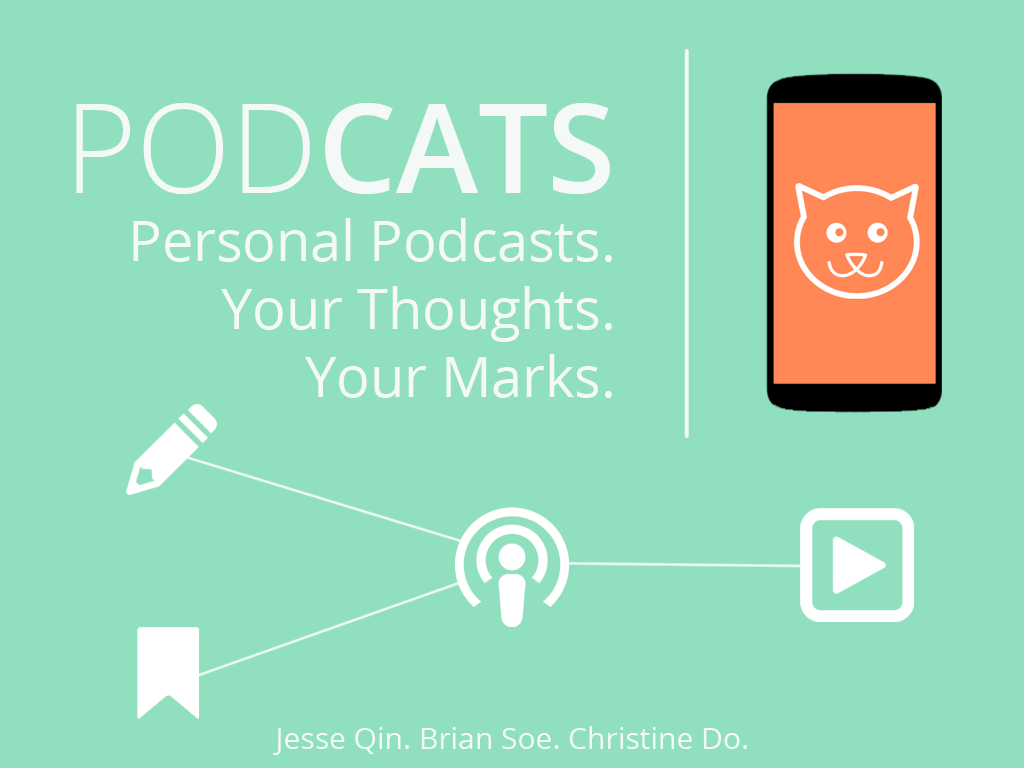 PODCATS
Personal Podcasts.
Your Thoughts.
Your Marks.
Jesse Qin. Brian Soe. Christine Do.